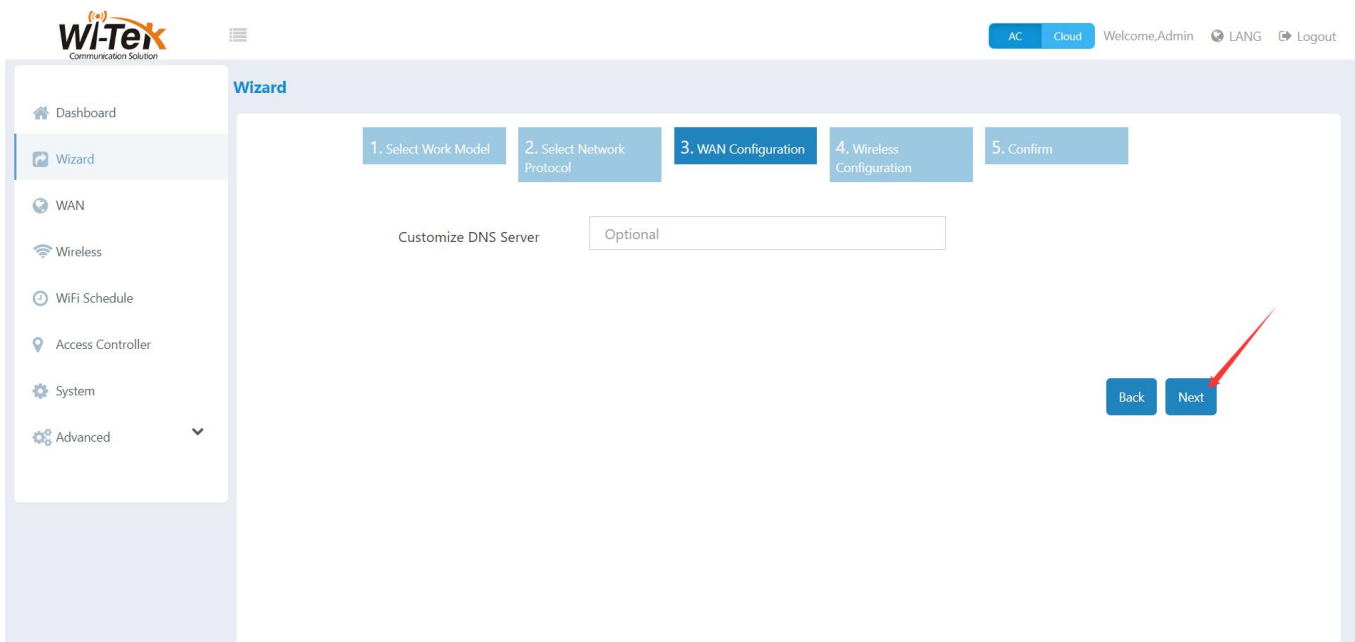 Wi-Tek
Communication Solution
AC Cloud Welcome,Admin LANG Logout
Wizard
Dashboard
Wizard
WAN
Wireless
WiFi Schedule
Access Controller
System
Advanced
1. Select Work Model
2. Select Network
Protocol
3. WAN Configuration
4. Wireless
Configuration
5. Confirm
Customize DNS Server Optional
Back Next